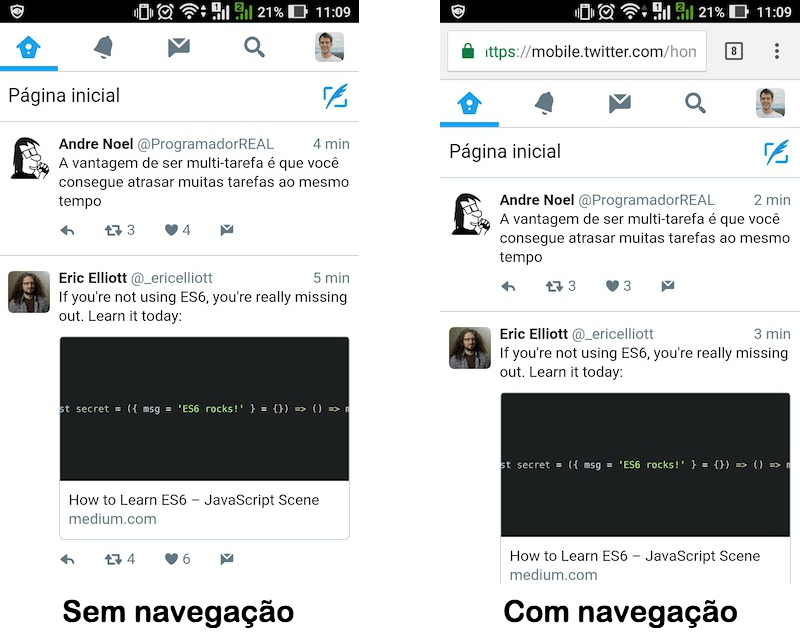 21% 11:09
Página inicial
Andre Noel @ProgramadorREAL 4 min
A vantagem de ser multi-tarefa é que você
consegue atrasar muitas tarefas ao mesmo
tempo
3 4
Eric Elliott @_ericelliott 5 min
If you're not using ES6, you're really missing
out. Learn it today:
st secret = ({ msg = 'ES6 rocks!' } = {}) => () => m
How to Learn ES6 – JavaScript Scene
medium.com
4 6
Sem navegação
1 2 21% 11:09
https://mobile.twitter.com/hon 8
Página inicial
Andre Noel @ProgramadorREAL 2 min
A vantagem de ser multi-tarefa é que você
consegue atrasar muitas tarefas ao mesmo
tempo
3 3
Eric Elliott @_ericelliott 3 min
If you're not using ES6, you're really missing
out. Learn it today:
st secret = ({ msg = 'ES6 rocks!' } = {}) => () => m
How to Learn ES6 – JavaScript Scene
medium.com
Com navegação